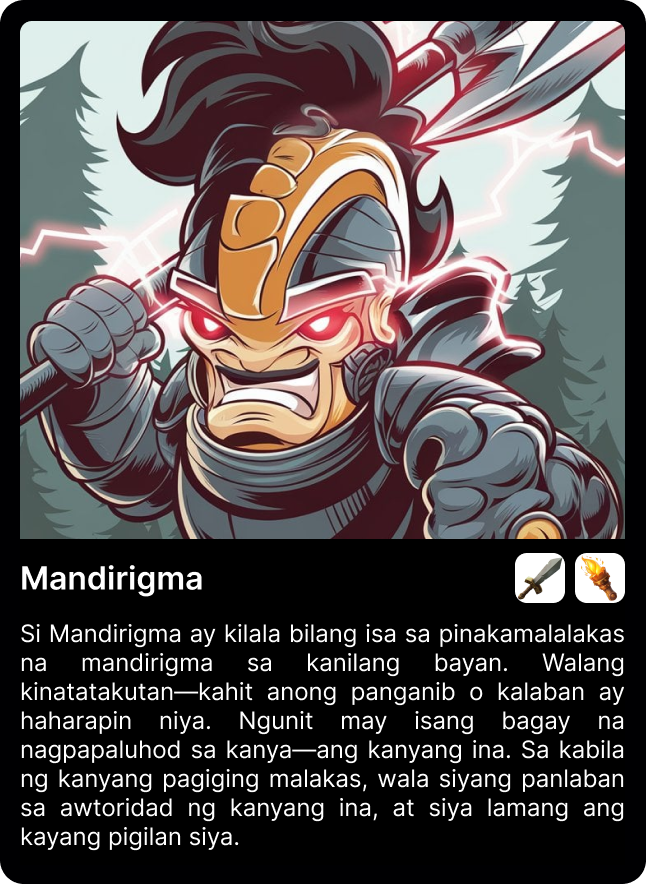 Mandirigma
Si Mandirigma ay kilala bilang isa sa pinakamalalakas
na mandirigma sa kanilang bayan. Walang
kinatatakutan—kahit anong panganib o kalaban ay
haharapin niya. Ngunit may isang bagay na
nagpapaluhod sa kanya—ang kanyang ina. Sa kabila
ng kanyang pagiging malakas, wala siyang panlaban
sa awtoridad ng kanyang ina, at siya lamang ang
kayang pigilan siya.